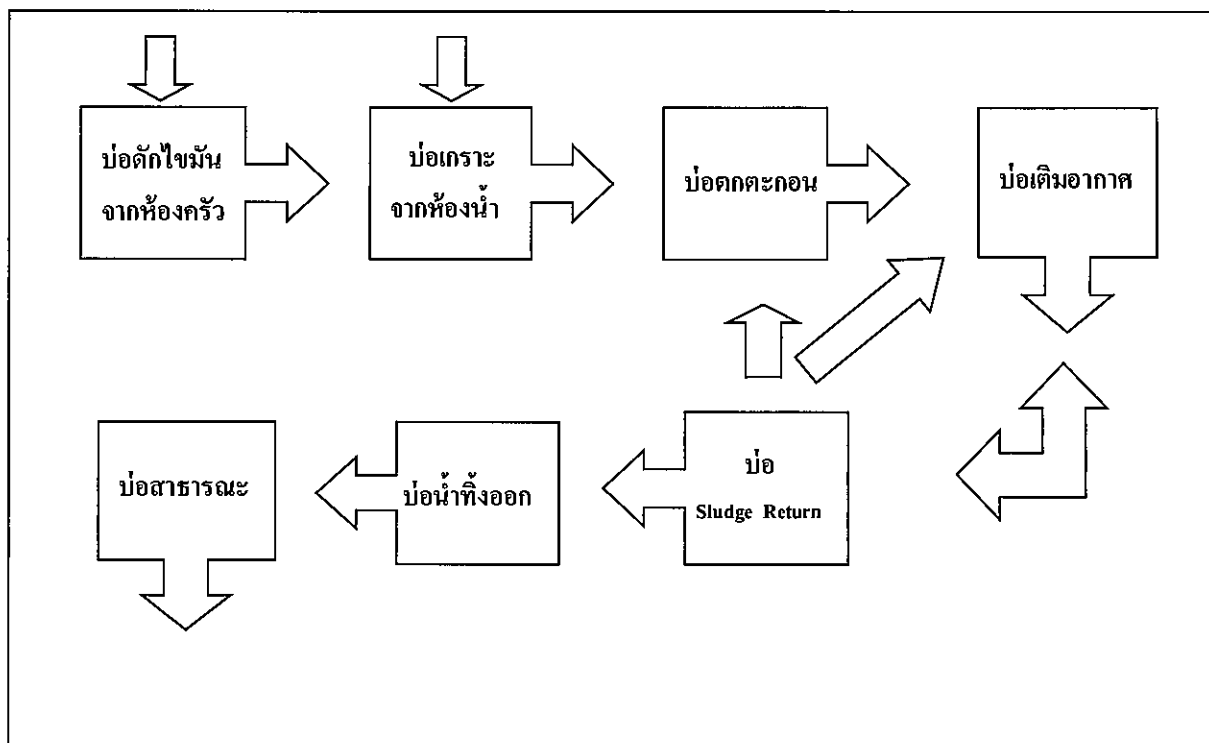 บ่อดักไขมัน
จากห้องครัว
บ่อเกราะ
จากห้องน้ำ
บ่อตกตะกอน
บ่อเติมอากาศ
บ่อสาธารณะ
บ่อน้ำทิ้งออก
บ่อ
Sludge Return